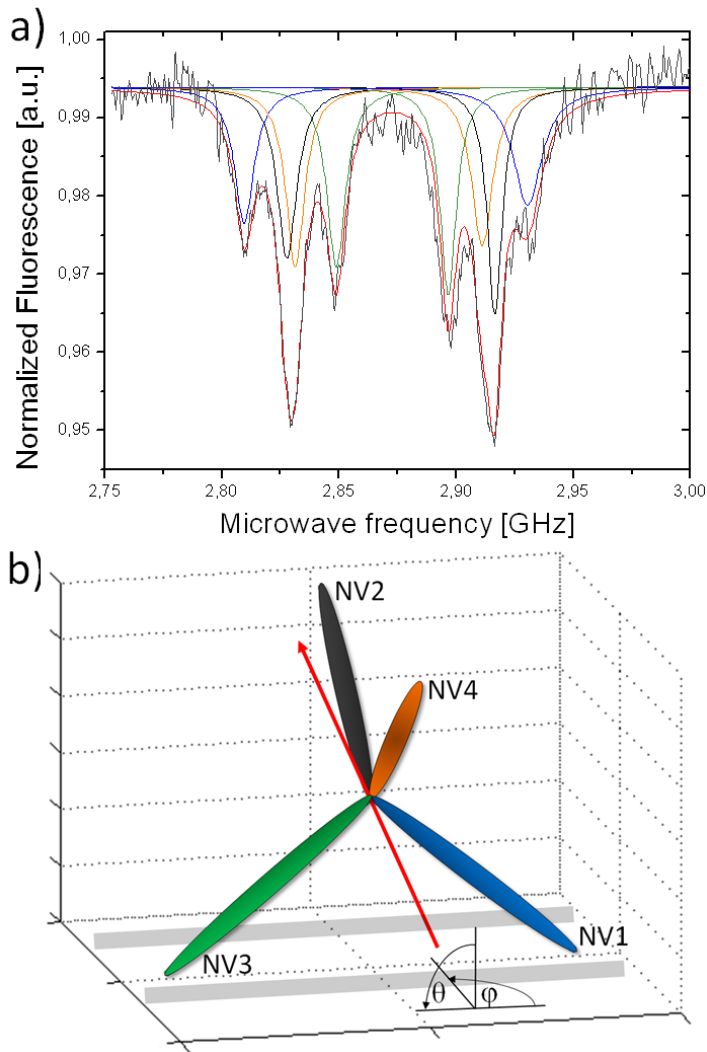 a)
1,00
0,99
0,98
0,97
0,96
0,95
Normalized Fluorescence [a.u.]
2,75
2,80
2,85
2,90
2,95
3,00
Microwave frequency [GHz]
b)
NV2
NV4
NV3
NV1
θ
φ